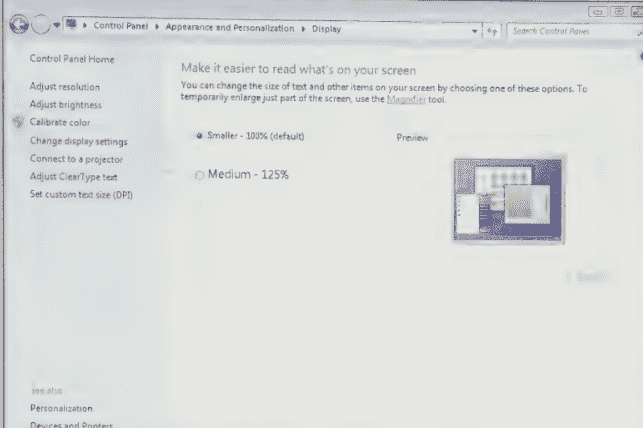 Control Panel Appearance and Personalization Display
Search Control Panel
Control Panel Home
Adjust resolution
Adjust brightness
Calibrate color
Change display settings
Connect to a projector
Adjust ClearType text
Set custom text size (DPI)
Make it easier to read what's on your screen
You can change the size of text and other items on your screen by choosing one of these options. To
temporarily enlarge just part of the screen, use the Magnifier tool.
Smaller - 100% (default)
Preview
Medium - 125%
See also
Personalization
Devices and Printers